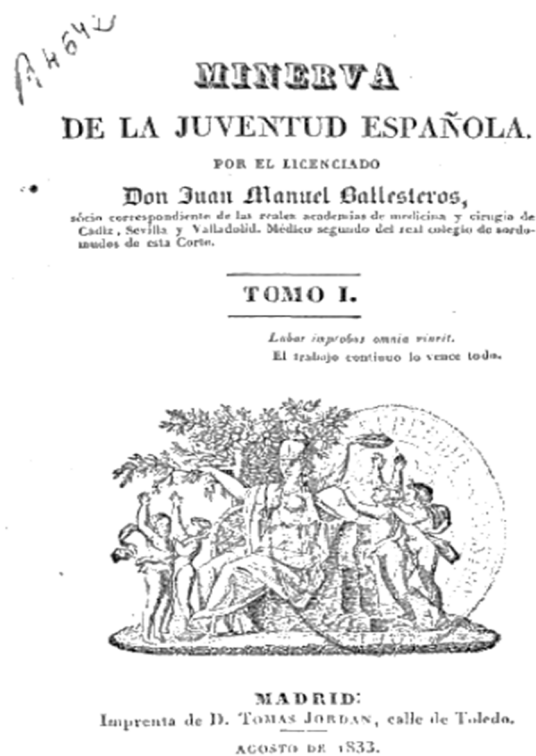 R 4642
MINERVA
DE LA JUVENTUD ESPAÑOLA.
POR EL LICENCIADO
Don Juan Manuel Ballesteros,
sócio correspondiente de las reales academias de medicina y cirugia de
Cadiz, Sevilla y Valladolid. Médico segundo del real colegio de sordo-
mudos de esta Corte.
TOMO I.
Labor improbus omnia vincit.
El trabajo continuo lo vence todo.
MADRID:
Imprenta de D. TOMAS JORDAN, calle de Toledo.
AGOSTO DE 1833.